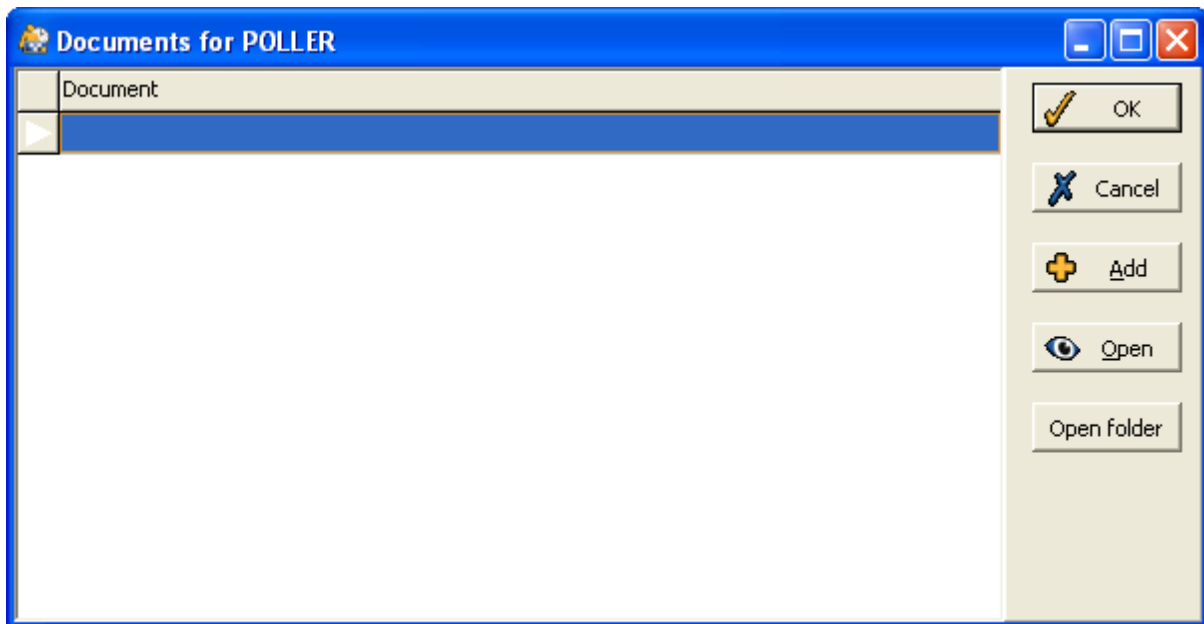 Documents for POLLER
Document
OK
Cancel
Add
Open
Open folder